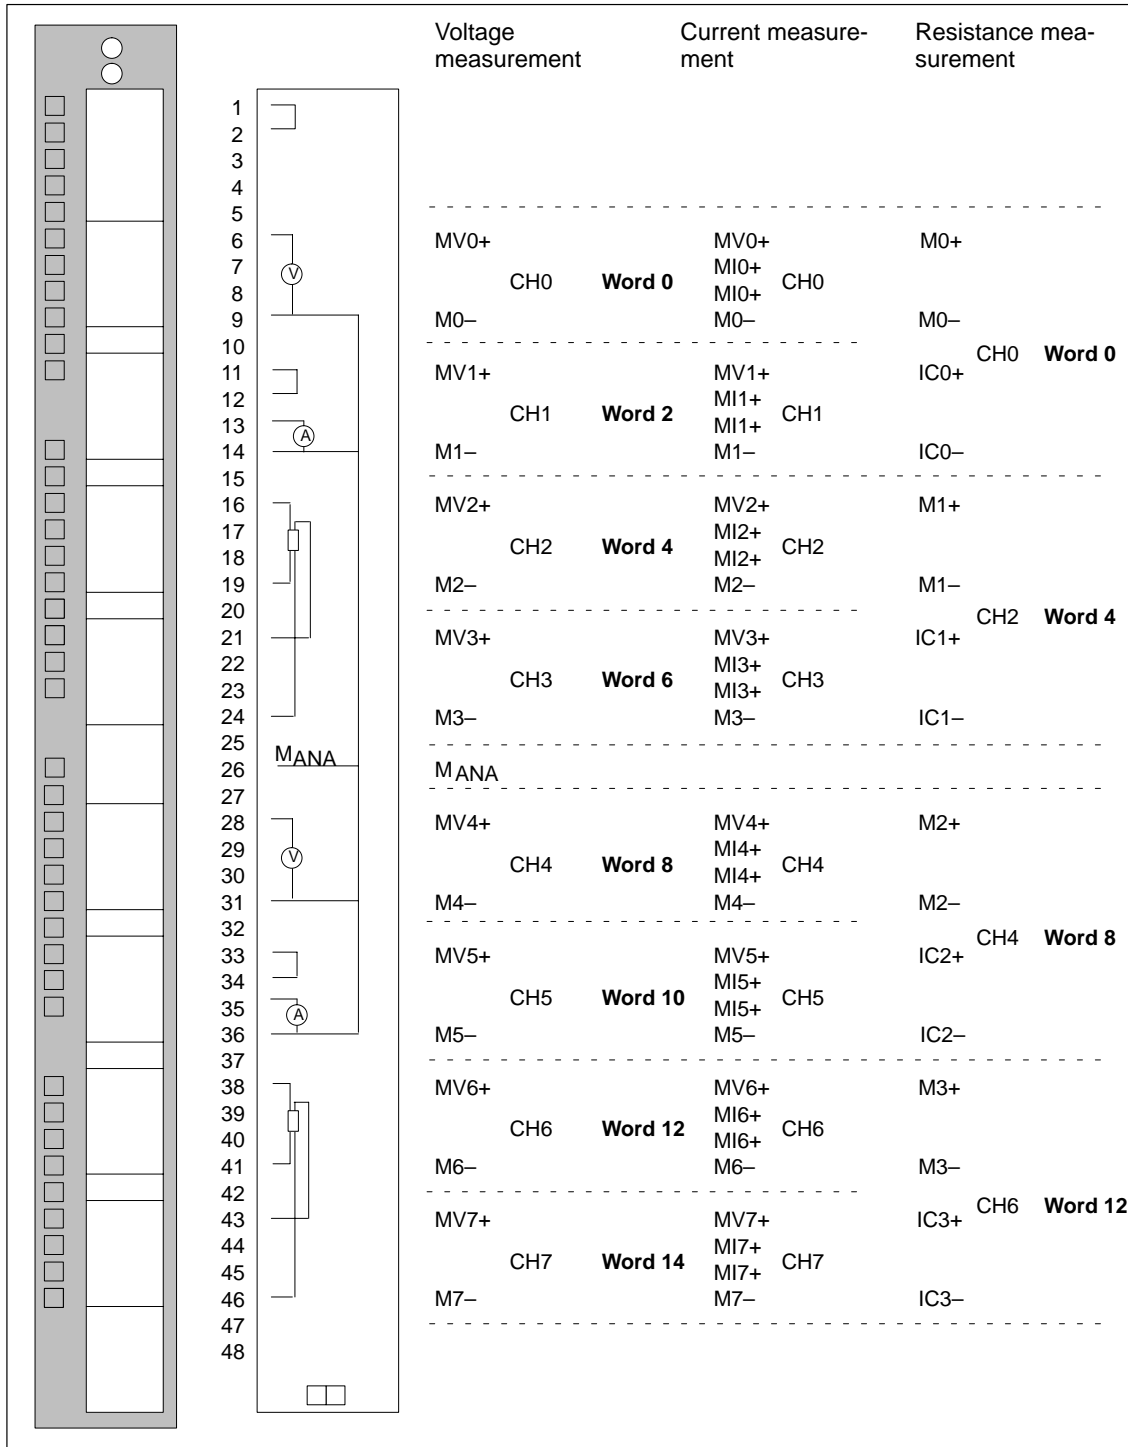 Voltage measurement Current measure- ment Resistance mea- surement
1
2
3
4
5
6 MV0+ MV0+ M0+
7 V MI0+
CH0 Word 0 CH0
8 MI0+
9 M0– M0– M0–
10 CH0 Word 0
11 MV1+ MV1+ IC0+
12 MI1+
CH1 Word 2 CH1
13 A MI1+
14 M1– M1– IC0–
15
16 MV2+ MV2+ M1+
17 MI2+
CH2 Word 4 CH2
18 MI2+
19 M2– M2– M1–
20 CH2 Word 4
21 MV3+ MV3+ IC1+
22 MI3+
CH3 Word 6 CH3
23 MI3+
24 M3– M3– IC1–
25
26 MANA MANA
27
28 MV4+ MV4+ M2+
29 V MI4+
CH4 Word 8 CH4
30 MI4+
31 M4– M4– M2–
32 CH4 Word 8
33 MV5+ MV5+ IC2+
34 MI5+
CH5 Word 10 CH5
35 A MI5+
36 M5– M5– IC2–
37
38 MV6+ MV6+ M3+
39 MI6+
CH6 Word 12 CH6
40 MI6+
41 M6– M6– M3–
42 CH6 Word 12
43 MV7+ MV7+ IC3+
44 MI7+
CH7 Word 14 CH7
45 MI7+
46 M7– M7– IC3–
47
48